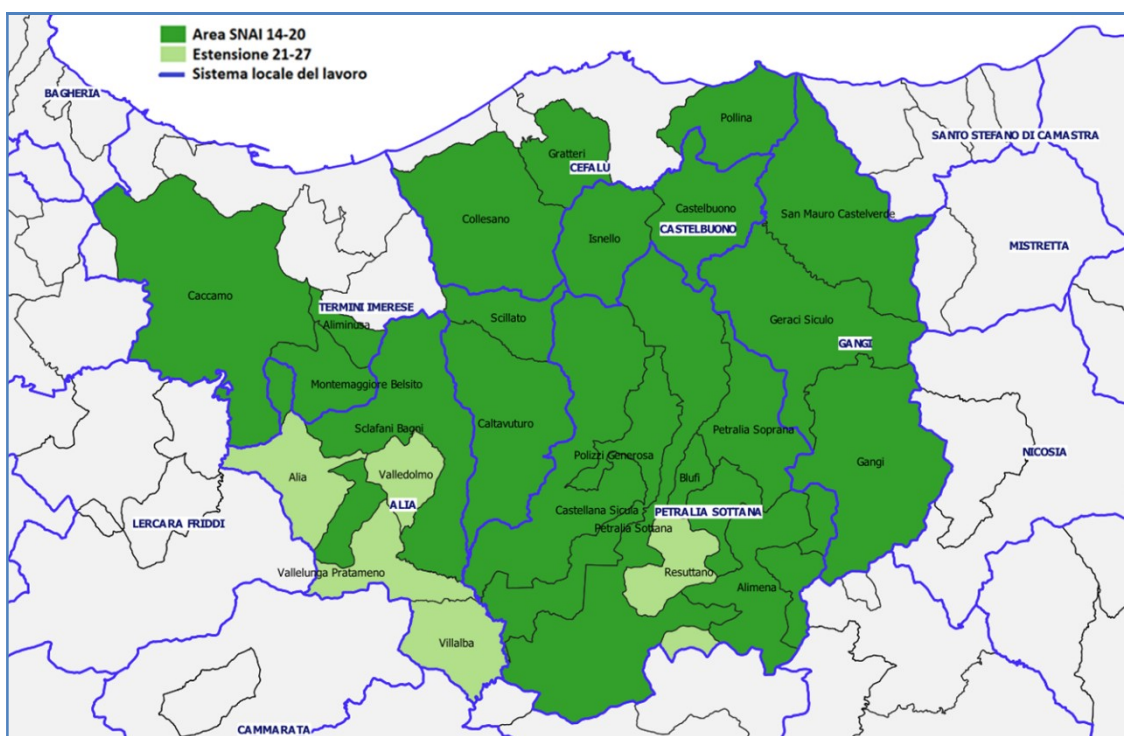 Area SNAI 14-20
Estensione 21-27
Sistema locale del lavoro
BAGHERIA
Pollina
SANTO STEFANO DI CAMASTRA
Gratteri
CEFALÙ
Collesano
Castelbuono
San Mauro Castelverde
CASTELBUONO
Isnello
MISTRETTA
Caccamo
TERMINI IMERESE
Scillato
Geraci Siculo
Aliminusa
GANGI
Montemaggiore Belsito
Sclafani Bagni
Caltavuturo
Petralia Soprana
Polizzi Generosa
Gangi
NICOSIA
Alia
Valledolmo
Blufi
ALIA
Castellana Sicula
PETRALIA SOTTANA
LERCARA FRIDDI
Petralia Sottana
Vallelunga Pratameno
Resuttano
Alimena
Villalba
CAMMARATA